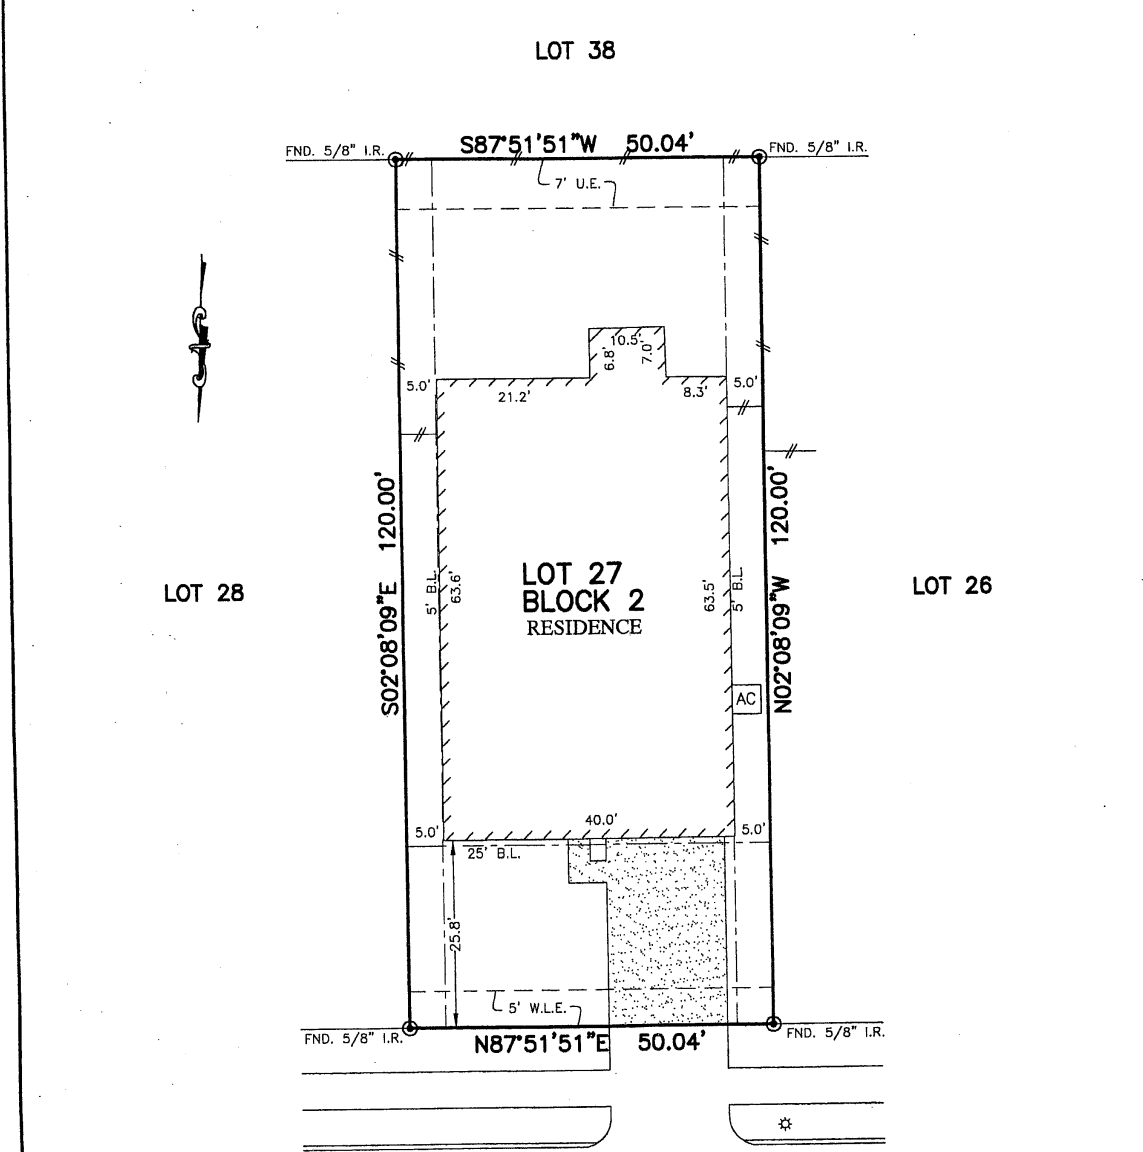 LOT 38
S87°51'51"W 50.04'
FND. 5/8" I.R.
FND. 5/8" I.R.
7' U.E.
10.5'
6.8'
7.0'
5.0'
21.2'
8.3'
5.0'
S02°08'09"E 120.00'
N02°08'09"W 120.00'
LOT 28
5' B.L.
63.6'
LOT 27
BLOCK 2
RESIDENCE
63.5'
5' B.L.
LOT 26
AC
5.0'
40.0'
5.0'
25' B.L.
25.8'
5' W.L.E.
FND. 5/8" I.R.
N87°51'51"E 50.04'
FND. 5/8" I.R.